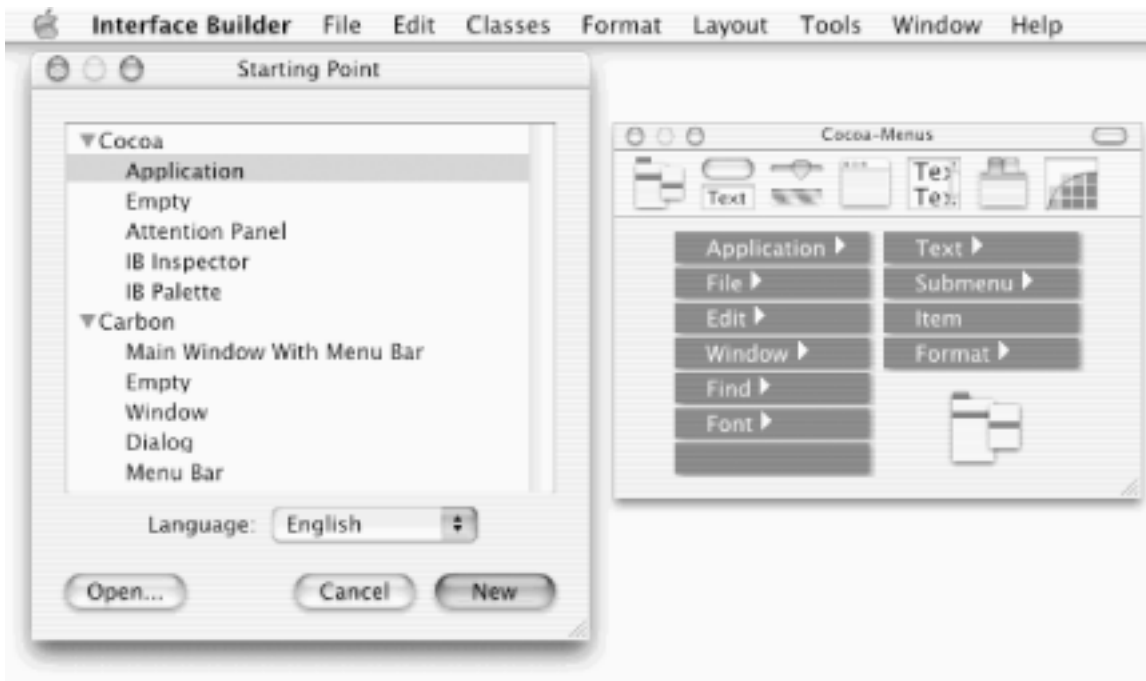 Interface Builder File Edit Classes Format Layout Tools Window Help
Starting Point
Cocoa
Application
Empty
Attention Panel
IB Inspector
IB Palette
Carbon
Main Window With Menu Bar
Empty
Window
Dialog
Menu Bar
Language: English
Open... Cancel New
Cocoa-Menus
Text
Tex
Tex
Application Text
File Submenu
Edit Item
Window Format
Find
Font